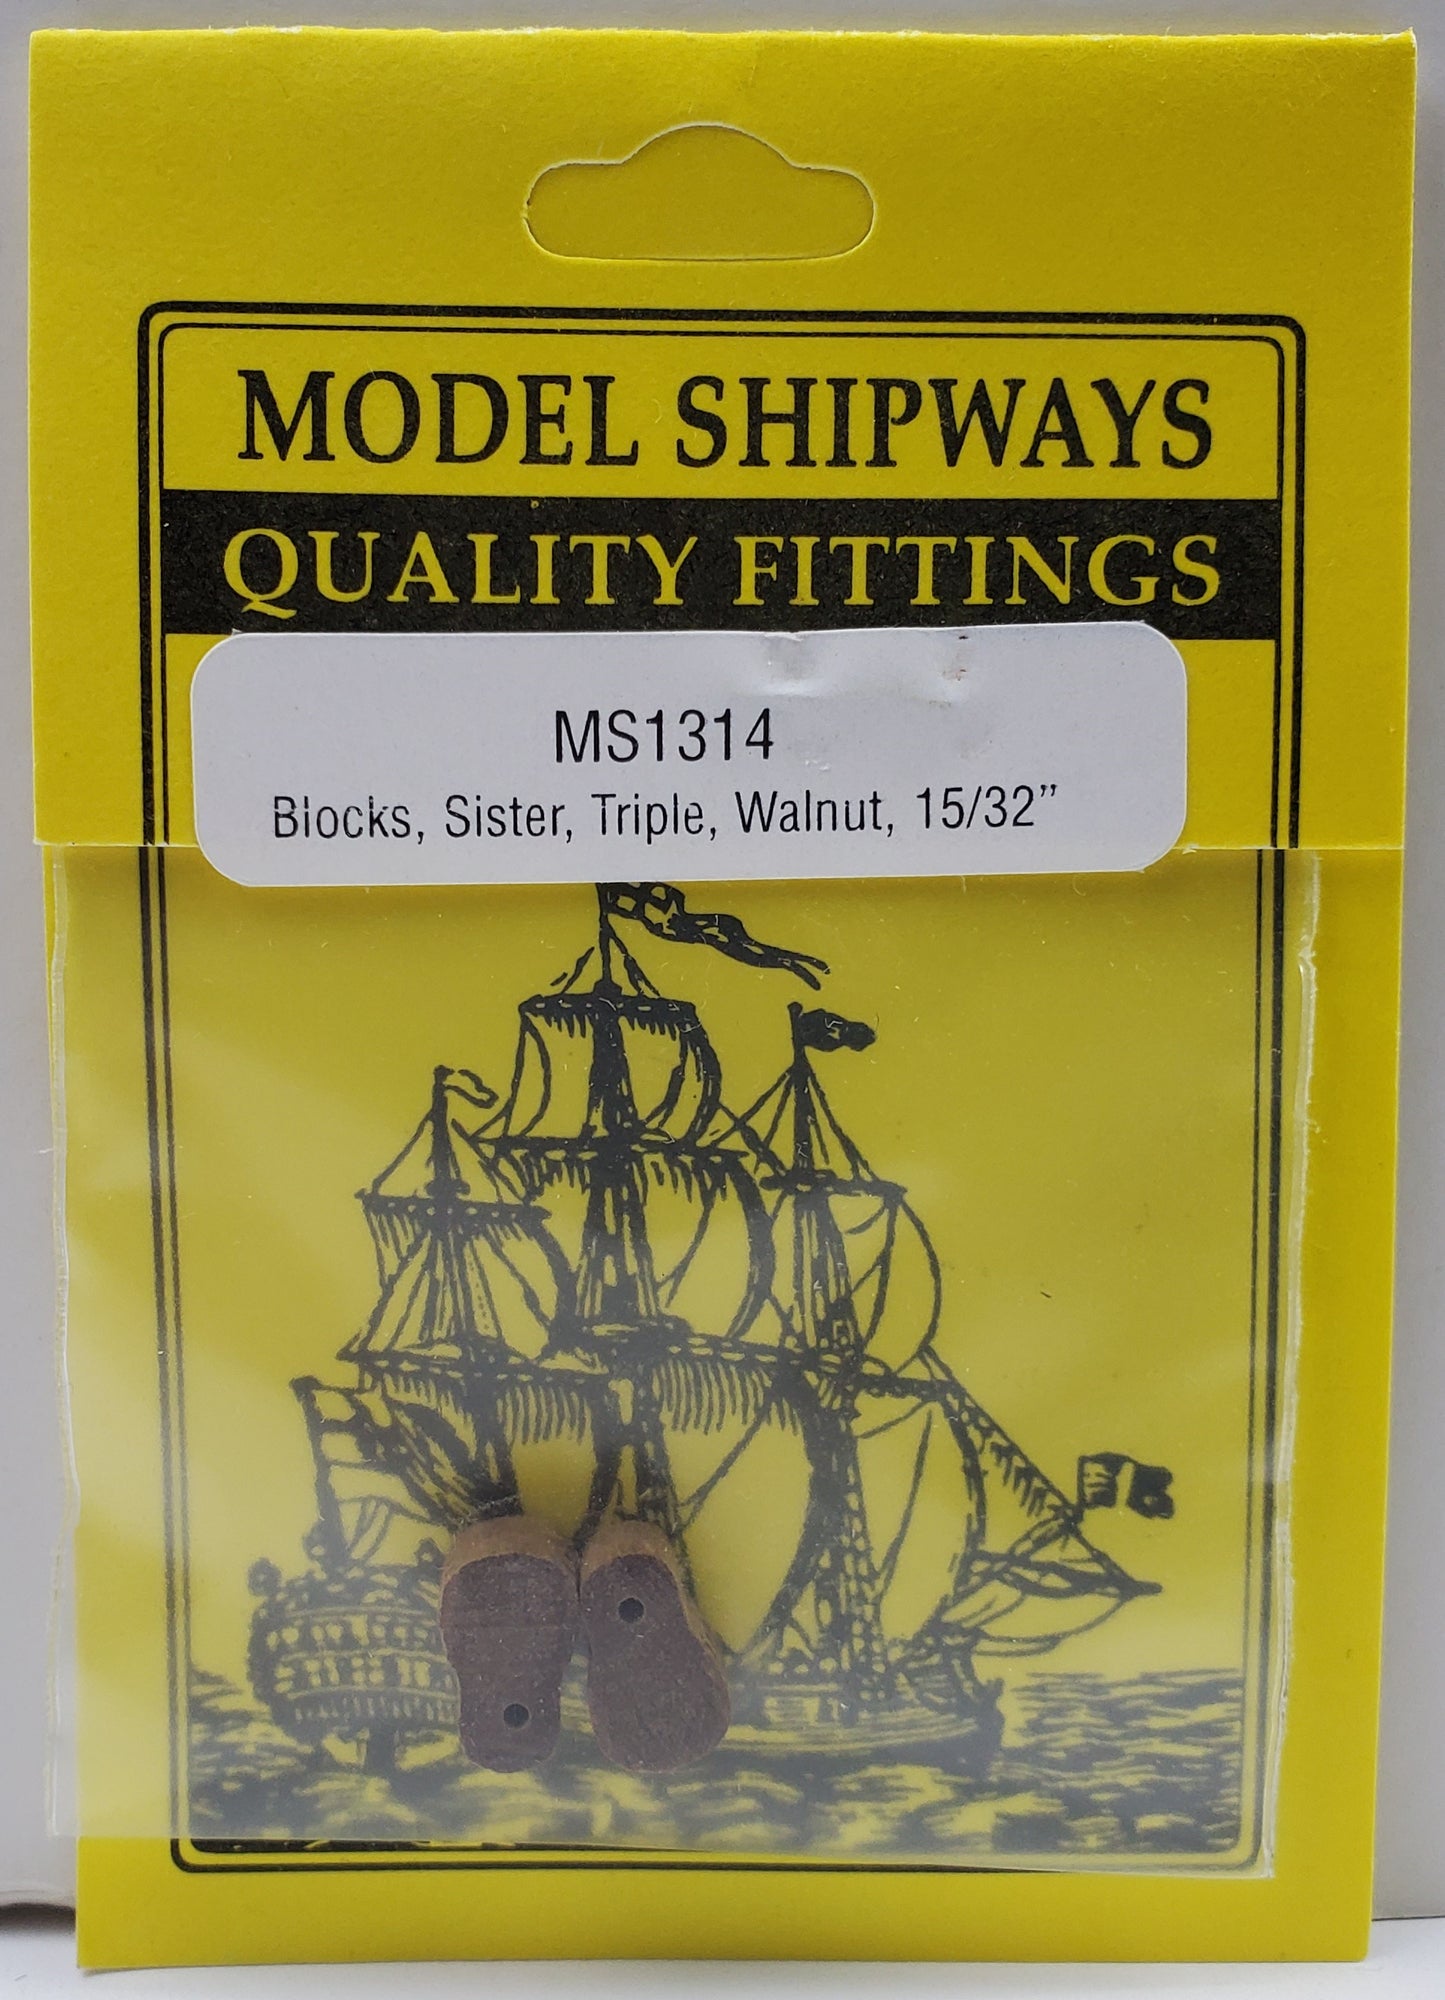 MODEL SHIPWAYS
QUALITY FITTINGS
MS1314
Blocks, Sister, Triple, Walnut, 15/32”